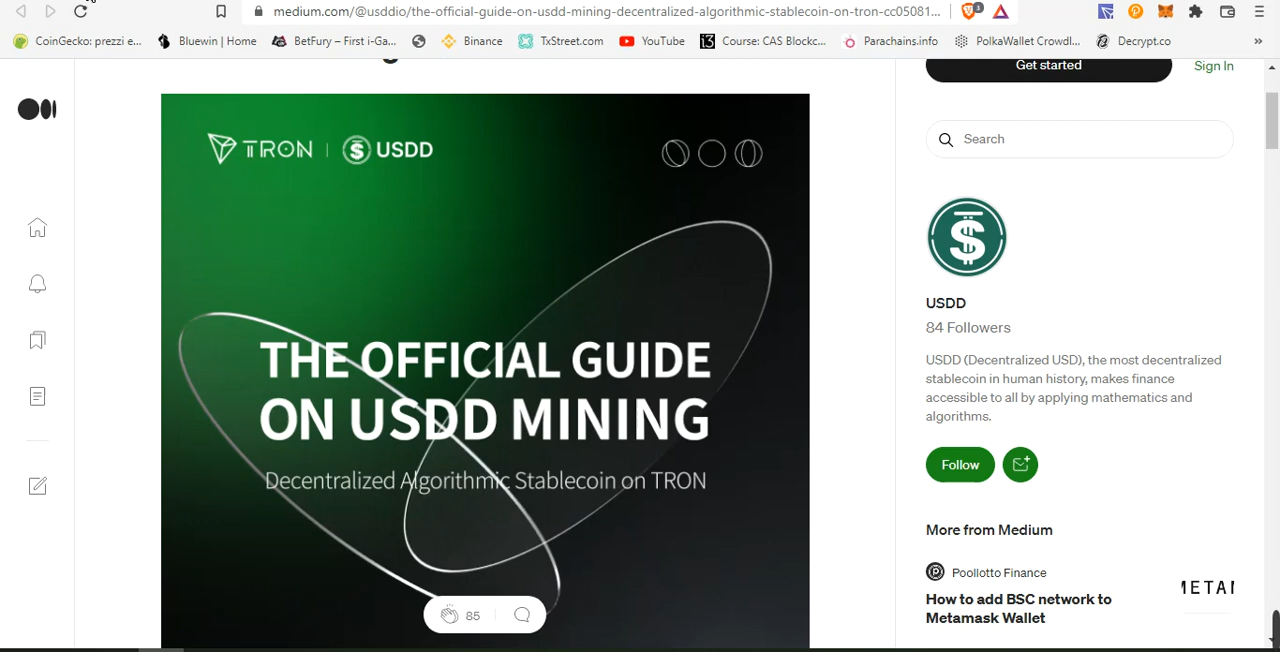 medium.com/@usddio/the-official-guide-on-usdd-mining-decentralized-algorithmic-stablecoin-on-tron-cc05081...
CoinGecko: prezzi e...
Bluewin | Home
BetFury – First i-Ga...
Binance
TxStreet.com
YouTube
Course: CAS Blockc...
Parachains.info
PolkaWallet Crowdl...
Decrypt.co
»
Get started
Sign In
Search
TRON | USDD
THE OFFICIAL GUIDE
ON USDD MINING
Decentralized Algorithmic Stablecoin on TRON
85
USDD
84 Followers
USDD (Decentralized USD), the most decentralized
stablecoin in human history, makes finance
accessible to all by applying mathematics and
algorithms.
Follow
More from Medium
Poollotto Finance
How to add BSC network to
Metamask Wallet
META